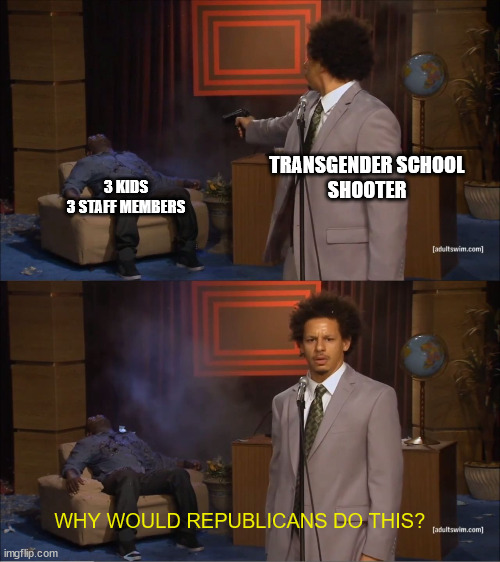 TRANSGENDER SCHOOL
SHOOTER
3 KIDS
3 STAFF MEMBERS
[adultswim.com]
WHY WOULD REPUBLICANS DO THIS?
[adultswim.com]
imgflip.com